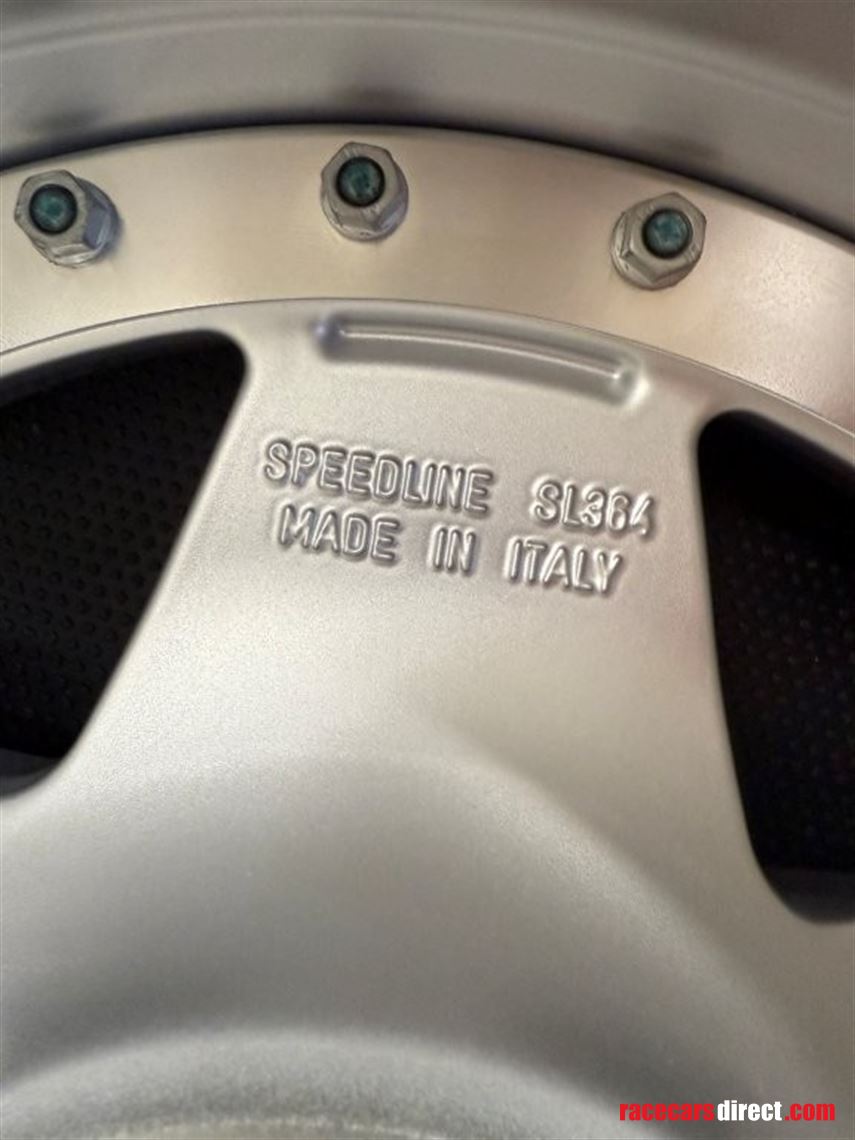 SPEEDLINE SL364
MADE IN ITALY
racecarsdirect.com